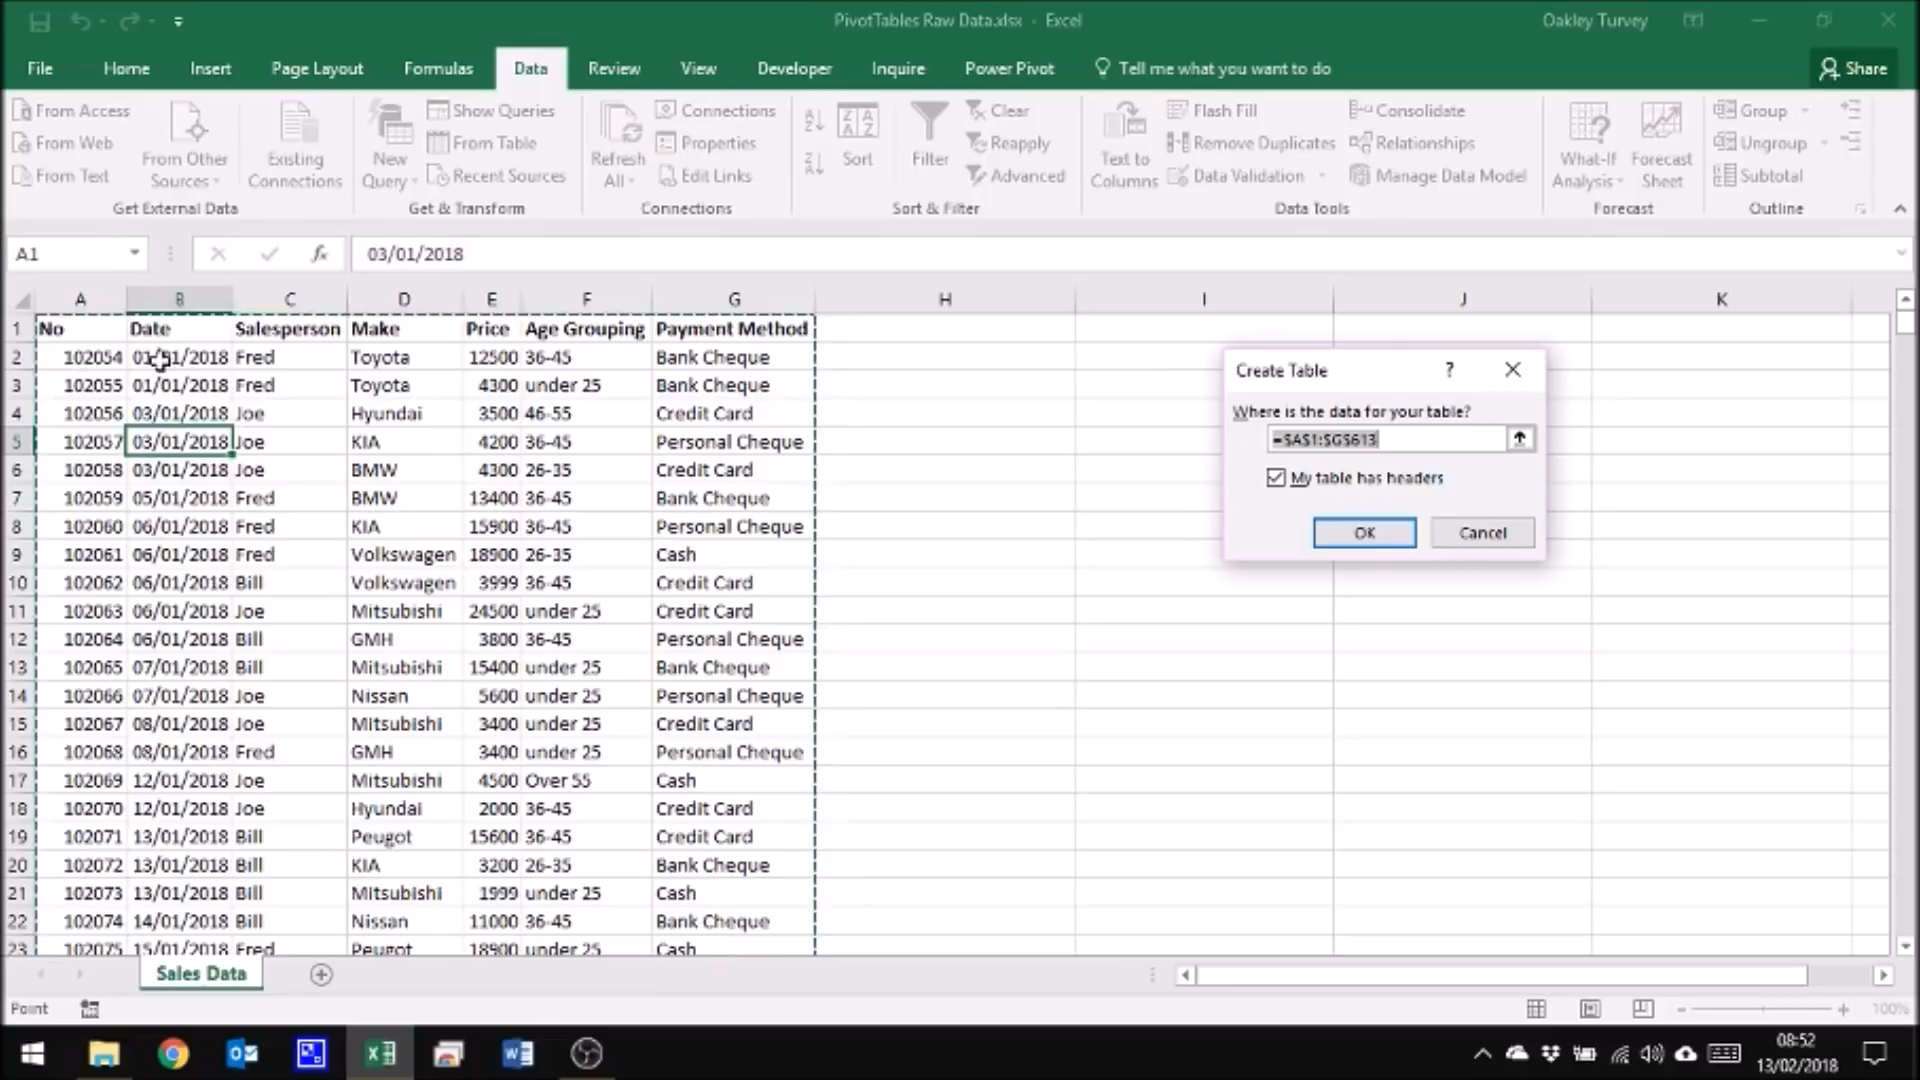 PivotTables Raw Data.xlsx - Excel
Oakley Turvey
File Home Insert Page Layout Formulas Data Review View Developer Inquire Power Pivot Tell me what you want to do Share
From Access
From Web
From Text
From Other Sources
Existing Connections
Get External Data
New Query
Show Queries
From Table
Recent Sources
Get & Transform
Refresh All
Connections
Properties
Edit Links
Connections
Sort
Filter
Clear
Reapply
Advanced
Sort & Filter
Text to Columns
Flash Fill
Remove Duplicates
Data Validation
Consolidate
Relationships
Manage Data Model
Data Tools
What-If Analysis
Forecast Sheet
Forecast
Group
Ungroup
Subtotal
Outline
A1 fx 03/01/2018
A B C D E F G H I J K
1 No Date Salesperson Make Price Age Grouping Payment Method
2 102054 01/01/2018 Fred Toyota 12500 36-45 Bank Cheque
3 102055 01/01/2018 Fred Toyota 4300 under 25 Bank Cheque
4 102056 03/01/2018 Joe Hyundai 3500 46-55 Credit Card
5 102057 03/01/2018 Joe KIA 4200 36-45 Personal Cheque
6 102058 03/01/2018 Joe BMW 4300 26-35 Credit Card
7 102059 05/01/2018 Fred BMW 13400 36-45 Bank Cheque
8 102060 06/01/2018 Fred KIA 15900 36-45 Personal Cheque
9 102061 06/01/2018 Fred Volkswagen 18900 26-35 Cash
10 102062 06/01/2018 Bill Volkswagen 3999 36-45 Credit Card
11 102063 06/01/2018 Joe Mitsubishi 24500 under 25 Credit Card
12 102064 06/01/2018 Bill GMH 3800 36-45 Personal Cheque
13 102065 07/01/2018 Bill Mitsubishi 15400 under 25 Bank Cheque
14 102066 07/01/2018 Joe Nissan 5600 under 25 Personal Cheque
15 102067 08/01/2018 Joe Mitsubishi 3400 under 25 Credit Card
16 102068 08/01/2018 Fred GMH 3400 under 25 Personal Cheque
17 102069 12/01/2018 Joe Mitsubishi 4500 Over 55 Cash
18 102070 12/01/2018 Joe Hyundai 2000 36-45 Credit Card
19 102071 13/01/2018 Bill Peugot 15600 36-45 Credit Card
20 102072 13/01/2018 Bill KIA 3200 26-35 Bank Cheque
21 102073 13/01/2018 Bill Mitsubishi 1999 under 25 Cash
22 102074 14/01/2018 Bill Nissan 11000 36-45 Bank Cheque
23 102075 15/01/2018 Fred Peugot 18900 under 25 Cash
Create Table ?
Where is the data for your table?
=$A$1:$G$613
My table has headers
OK Cancel
Sales Data
Point
100%
08:52
13/02/2018